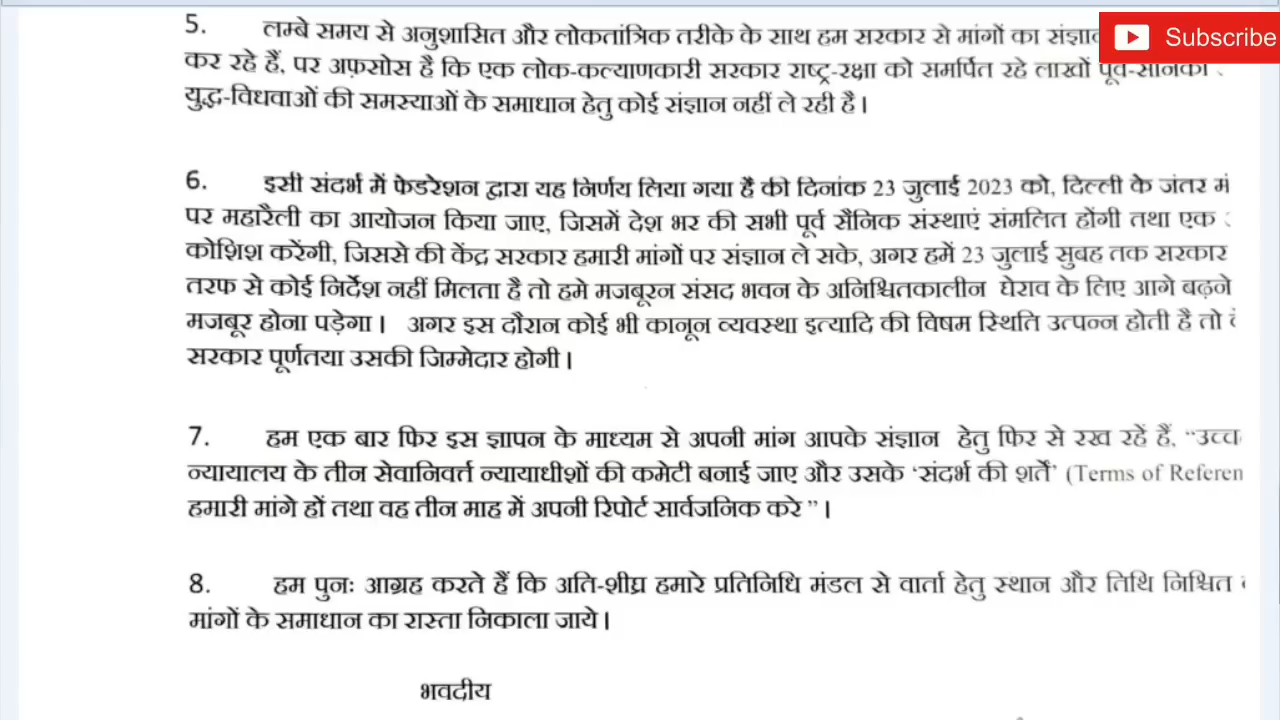 Subscribe
5. लम्बे समय से अनुशासित और लोकतांत्रिक तरीके के साथ हम सरकार से मांगों का
कर रहे हैं, पर अफ़सोस है कि एक लोक-कल्याणकारी सरकार राष्ट्र-रक्षा को समर्पित रहे लाखों
युद्ध-विधवाओं की समस्याओं के समाधान हेतु कोई संज्ञान नहीं ले रही है।
6. इसी संदर्भ में फेडरेशन द्वारा यह निर्णय लिया गया है की दिनांक 23 जुलाई 2023 को, दिल्ली के जंतर मं
पर महारैली का आयोजन किया जाए, जिसमें देश भर की सभी पूर्व सैनिक संस्थाएं संमलित होंगी तथा एक
कोशिश करेंगी, जिससे की केंद्र सरकार हमारी मांगों पर संज्ञान ले सके, अगर हमें 23 जुलाई सुबह तक सरकार
तरफ से कोई निर्देश नहीं मिलता है तो हमे मजबूरन संसद भवन के अनिश्चितकालीन घेराव के लिए आगे बढ़ने
मजबूर होना पड़ेगा। अगर इस दौरान कोई भी कानून व्यवस्था इत्यादि की विषम स्थिति उत्पन्न होती है तो
सरकार पूर्णतया उसकी जिम्मेदार होगी।
7. हम एक बार फिर इस ज्ञापन के माध्यम से अपनी मांग आपके संज्ञान हेतु फिर से रख रहें हैं, “उच्च
न्यायालय के तीन सेवानिवर्त्त न्यायाधीशों की कमेटी बनाई जाए और उसके ‘संदर्भ की शर्तें’ (Terms of Referen
हमारी मांगे हों तथा वह तीन माह में अपनी रिपोर्ट सार्वजनिक करे ”।
8. हम पुनः आग्रह करते हैं कि अति-शीघ्र हमारे प्रतिनिधि मंडल से वार्ता हेतु स्थान और तिथि निश्चित
मांगों के समाधान का रास्ता निकाला जाये।
भवदीय